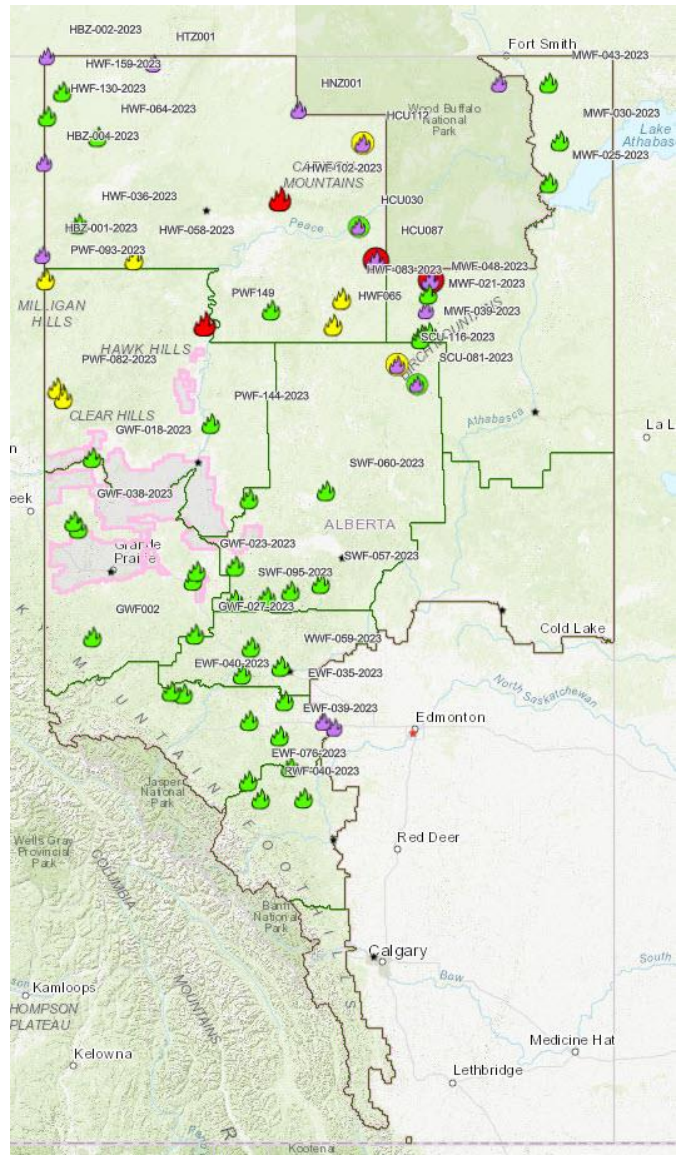 HBZ-002-2023
HTZ001
Fort Smith
MWF-043-2023
HWF-159-2023
HWF-130-2023
HNZ001
HWF-064-2023
Wood Buffalo
National
Park
HCU112
MWF-030-2023
Lake
Athabasca
HBZ-004-2023
MWF-025-2023
HWF-102-2023
MOUNTAINS
HWF-036-2023
HCU030
Peace
HBZ-001-2023
HWF-058-2023
HCU087
PWF-093-2023
HWF-083-2023
MWF-048-2023
MWF-021-2023
PWF149
HWF065
MILLIGAN
HILLS
MWF-039-2023
BIRCH MOUNTAINS
SCU-116-2023
HAWK HILLS
SCU-081-2023
PWF-082-2023
PWF-144-2023
CLEAR HILLS
Athabasca
GWF-018-2023
La L
n
SWF-060-2023
GWF-038-2023
eek
ALBERTA
Grande
Prairie
GWF-023-2023
SWF-057-2023
SWF-095-2023
GWF002
GWF-027-2023
Cold Lake
WWF-059-2023
EWF-040-2023
EWF-035-2023
North Saskatchewan
EWF-039-2023
Edmonton
K Y M O U N T A I N F O O T H I L L S
EWF-076-2023
RWF-040-2023
Jasper
National
Park
Red Deer
Wells Gray
Provincial
Park
COLUMBIA
MOUNTAINS
Banff
National
Park
Calgary
Bow
South
Kamloops
HOMPSON
PLATEAU
Medicine Hat
Kelowna
Lethbridge
R
Kootenai